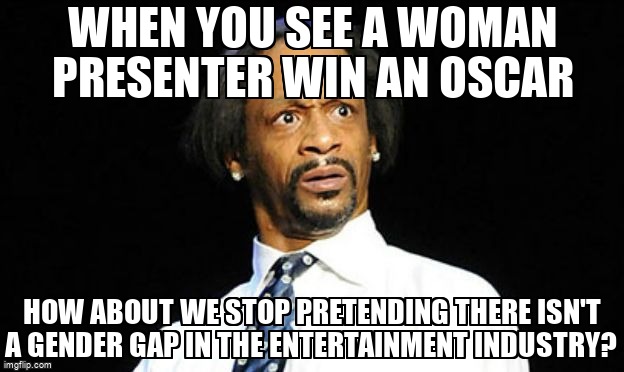 WHEN YOU SEE A WOMAN
PRESENTER WIN AN OSCAR
HOW ABOUT WE STOP PRETENDING THERE ISN'T
A GENDER GAP IN THE ENTERTAINMENT INDUSTRY?
imgflip.com